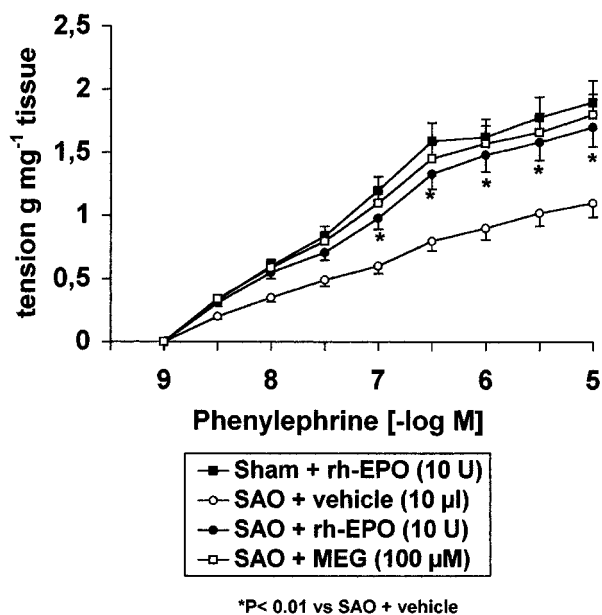 2,5
2
1,5
1
0,5
0
tension g mg-1 tissue
* * * * *
9 8 7 6 5
Phenylephrine [-log M]
Sham + rh-EPO (10 U)
SAO + vehicle (10 µl)
SAO + rh-EPO (10 U)
SAO + MEG (100 µM)
*P< 0.01 vs SAO + vehicle